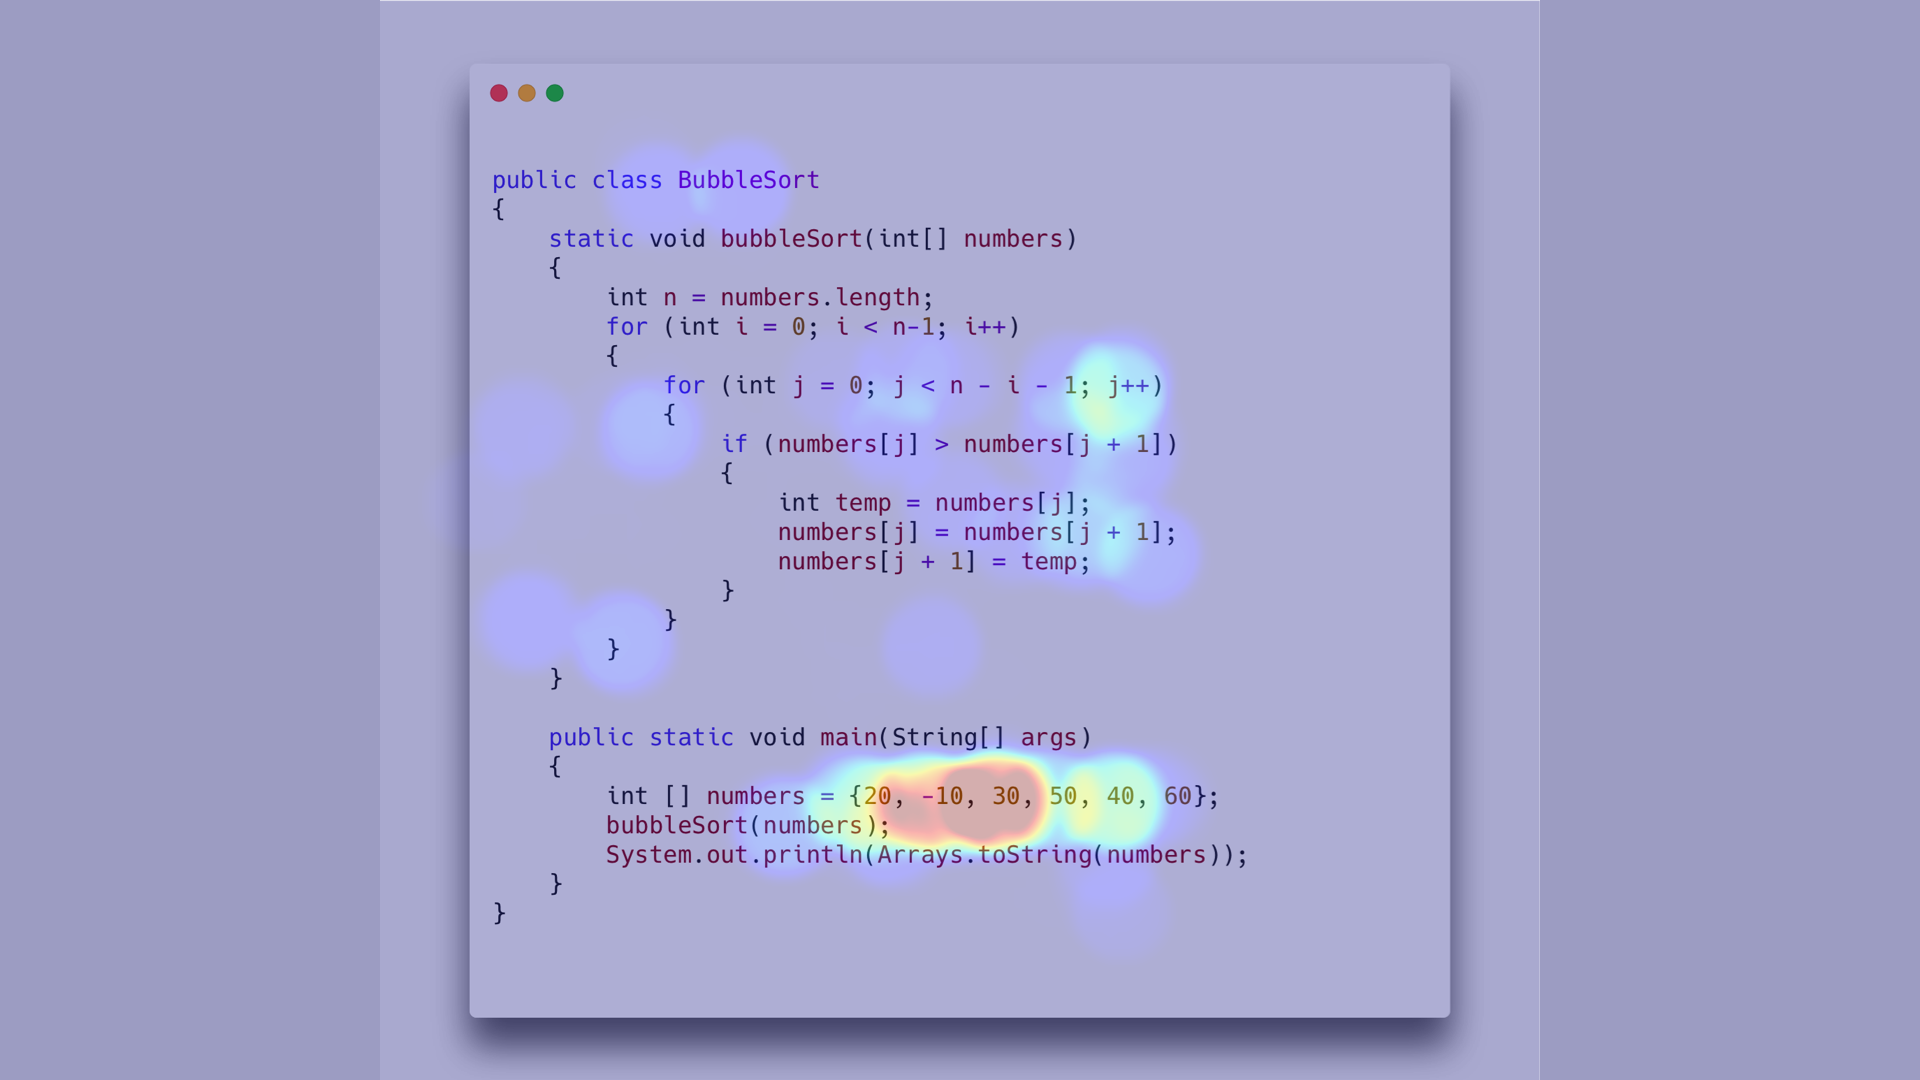 public class BubbleSort
{
    static void bubbleSort(int[] numbers)
    {
        int n = numbers.length;
        for (int i = 0; i < n-1; i++)
        {
            for (int j = 0; j < n - i - 1; j++)
            {
                if (numbers[j] > numbers[j + 1])
                {
                    int temp = numbers[j];
                    numbers[j] = numbers[j + 1];
                    numbers[j + 1] = temp;
                }
            }
        }
    }

    public static void main(String[] args)
    {
        int [] numbers = {20, -10, 30, 50, 40, 60};
        bubbleSort(numbers);
        System.out.println(Arrays.toString(numbers));
    }
}